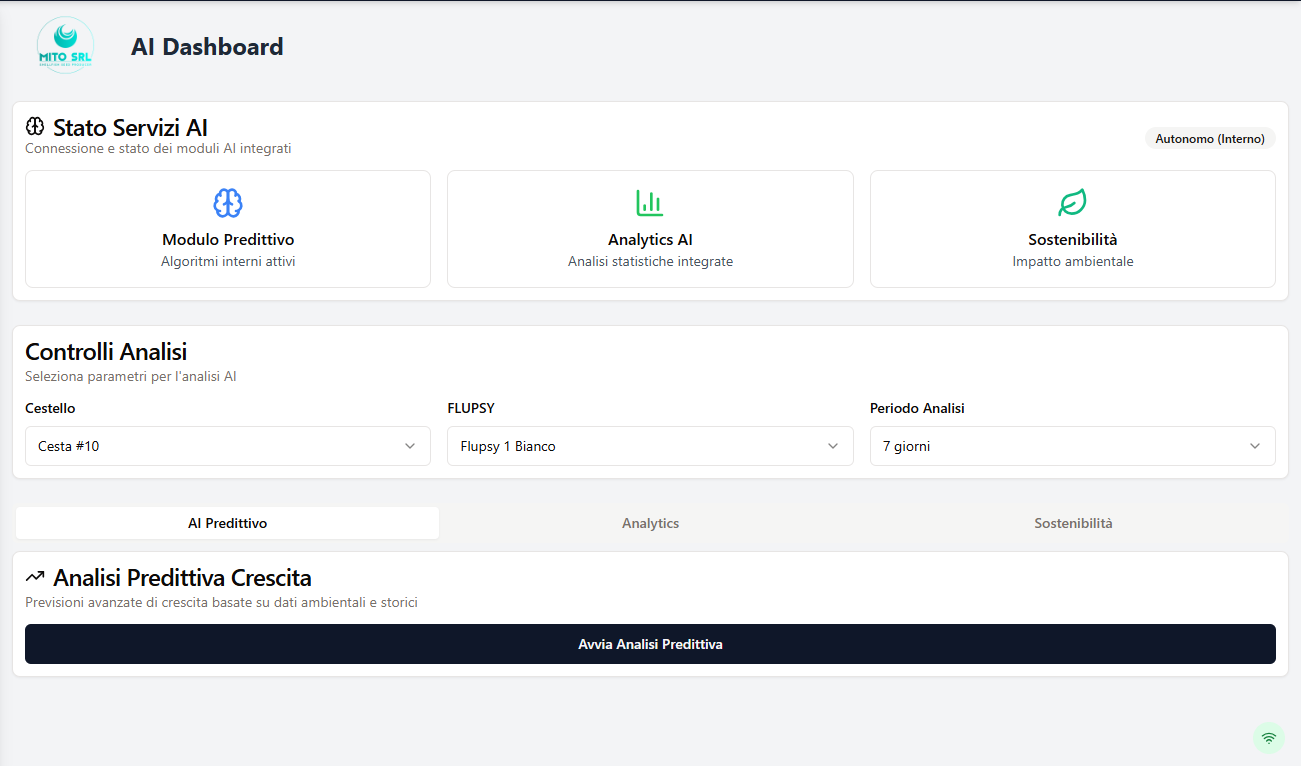 MITO SRL
AI Dashboard
Stato Servizi AI
Connessione e stato dei moduli AI integrati
Autonomo (Interno)
Modulo Predittivo
Algoritmi interni attivi
Analytics AI
Analisi statistiche integrate
Sostenibilità
Impatto ambientale
Controlli Analisi
Seleziona parametri per l'analisi AI
Cestello
Cesta #10
FLUPSY
Flupsy 1 Bianco
Periodo Analisi
7 giorni
AI Predittivo
Analytics
Sostenibilità
Analisi Predittiva Crescita
Previsioni avanzate di crescita basate su dati ambientali e storici
Avvia Analisi Predittiva